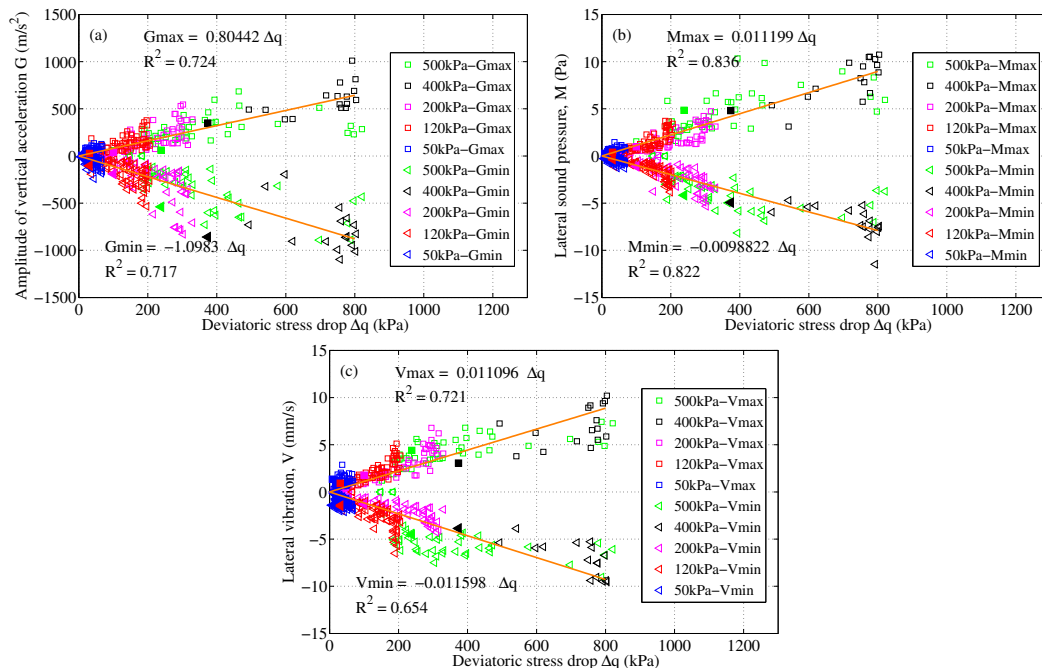 (a)
Gmax = 0.80442 Δq
R² = 0.724
Gmin = −1.0983 Δq
R² = 0.717
500kPa−Gmax
400kPa−Gmax
200kPa−Gmax
120kPa−Gmax
50kPa−Gmax
500kPa−Gmin
400kPa−Gmin
200kPa−Gmin
120kPa−Gmin
50kPa−Gmin
1500
1000
500
0
−500
−1000
−1500
Amplitude of vertical acceleration G (m/s²)
0 200 400 600 800 1000 1200
Deviatoric stress drop Δq (kPa)
(b)
Mmax = 0.011199 Δq
R² = 0.836
Mmin = −0.0098822 Δq
R² = 0.822
500kPa−Mmax
400kPa−Mmax
200kPa−Mmax
120kPa−Mmax
50kPa−Mmax
500kPa−Mmin
400kPa−Mmin
200kPa−Mmin
120kPa−Mmin
50kPa−Mmin
15
10
5
0
−5
−10
−15
Lateral sound pressure, M (Pa)
0 200 400 600 800 1000 1200
Deviatoric stress drop Δq (kPa)
(c)
Vmax = 0.011096 Δq
R² = 0.721
Vmin = −0.011598 Δq
R² = 0.654
500kPa−Vmax
400kPa−Vmax
200kPa−Vmax
120kPa−Vmax
50kPa−Vmax
500kPa−Vmin
400kPa−Vmin
200kPa−Vmin
120kPa−Vmin
50kPa−Vmin
15
10
5
0
−5
−10
−15
Lateral vibration, V (mm/s)
0 200 400 600 800 1000 1200
Deviatoric stress drop Δq (kPa)